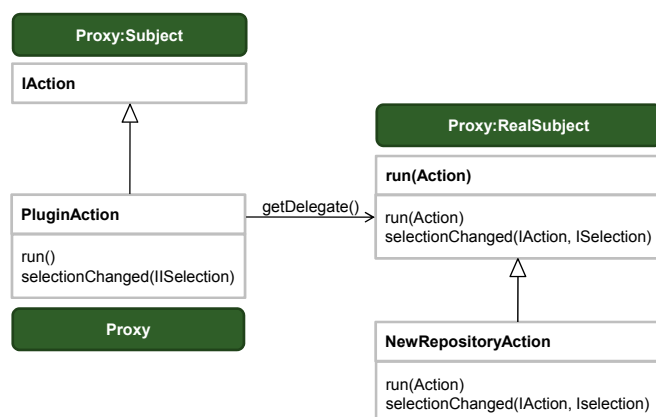 Proxy:Subject
IAction
Proxy:RealSubject
run(Action)
PluginAction
getDelegate()
run(Action)
selectionChanged(IAction, ISelection)
run()
selectionChanged(IISelection)
Proxy
NewRepositoryAction
run(Action)
selectionChanged(IAction, Iselection)